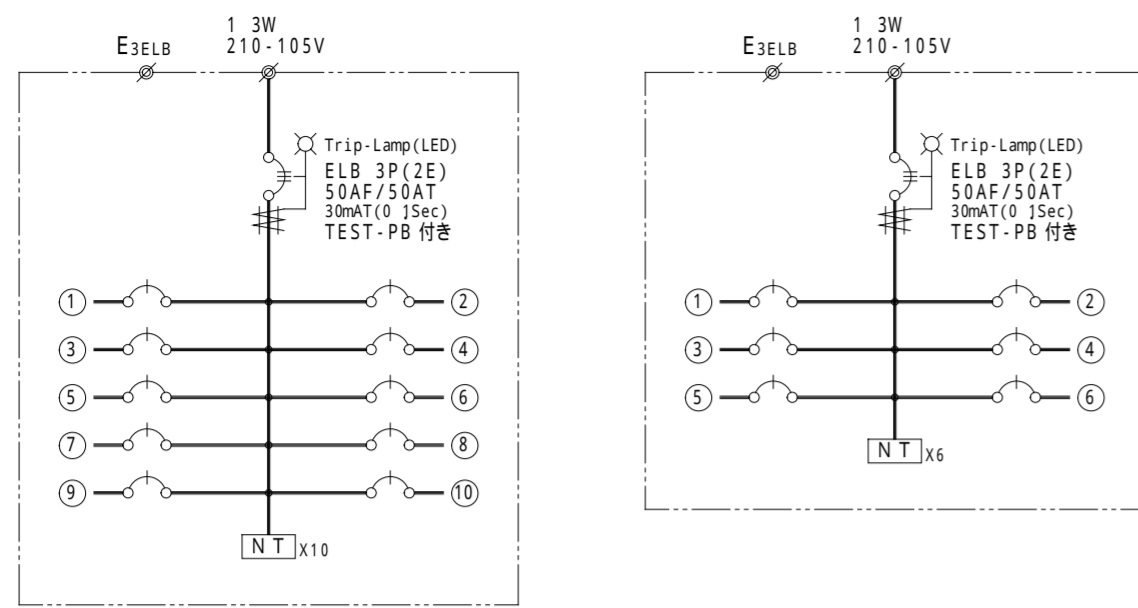 E3ELB
1 3W
210-105V
Trip-Lamp(LED)
ELB 3P(2E)
50AF/50AT
30mAT(0 1Sec)
TEST-PB 付き
1
2
3
4
5
6
7
8
9
10
NT X10
E3ELB
1 3W
210-105V
Trip-Lamp(LED)
ELB 3P(2E)
50AF/50AT
30mAT(0 1Sec)
TEST-PB 付き
1
2
3
4
5
6
NT X6